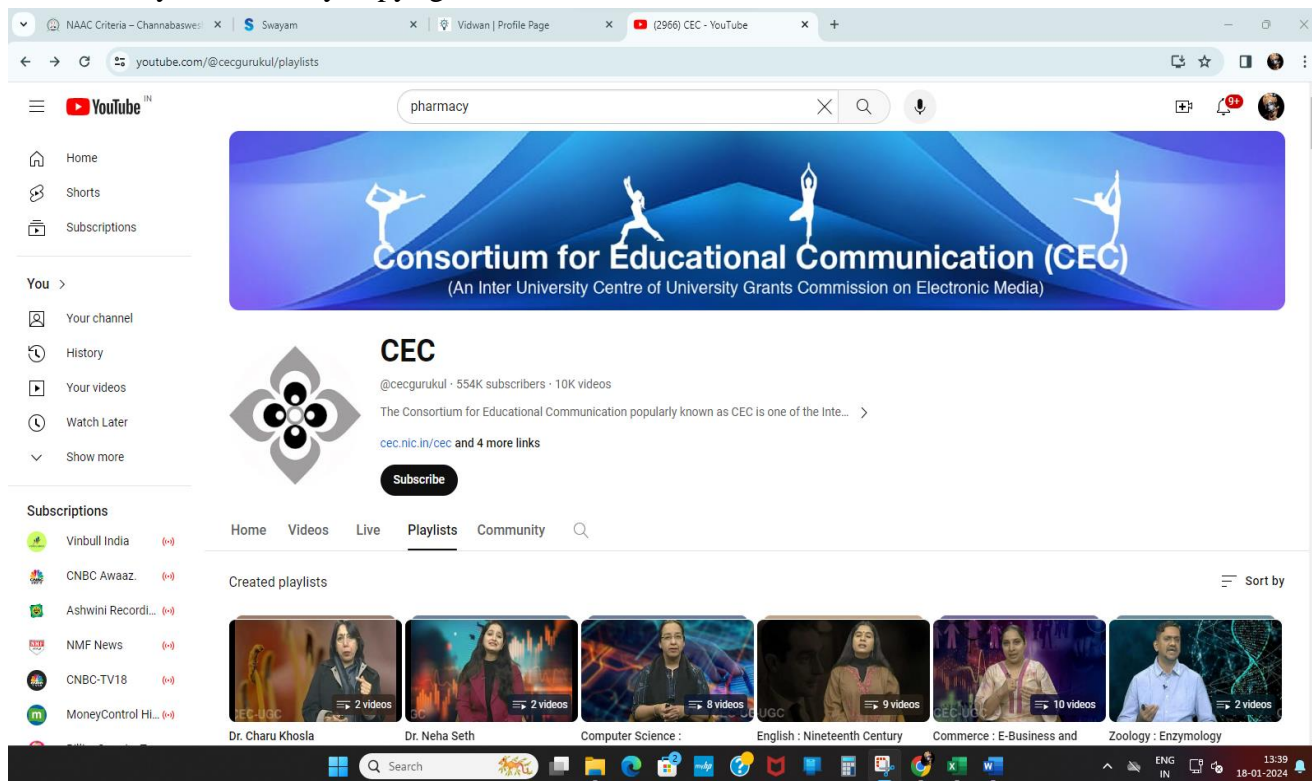 NAAC Criteria – Channabaswes
Swayam
Vidwan | Profile Page
(2966) CEC - YouTube
youtube.com/@cecgurukul/playlists
YouTube IN
pharmacy
9+
Home
Shorts
Subscriptions
You >
Your channel
History
Your videos
Watch Later
Show more
Subscriptions
Vinbull India
CNBC Awaaz.
Ashwini Recordi...
NMF News
CNBC-TV18
MoneyControl Hi...
Consortium for Educational Communication (CEC)
(An Inter University Centre of University Grants Commission on Electronic Media)
CEC
@cecgurukul · 554K subscribers · 10K videos
The Consortium for Educational Communication popularly known as CEC is one of the Inte... >
cec.nic.in/cec and 4 more links
Subscribe
Home Videos Live Playlists Community
Created playlists
Sort by
2 videos
2 videos
8 videos
9 videos
10 videos
2 videos
Dr. Charu Khosla
Dr. Neha Seth
Computer Science :
English : Nineteenth Century
Commerce : E-Business and
Zoology : Enzymology
Search
ENG
IN
13:39
18-01-2024